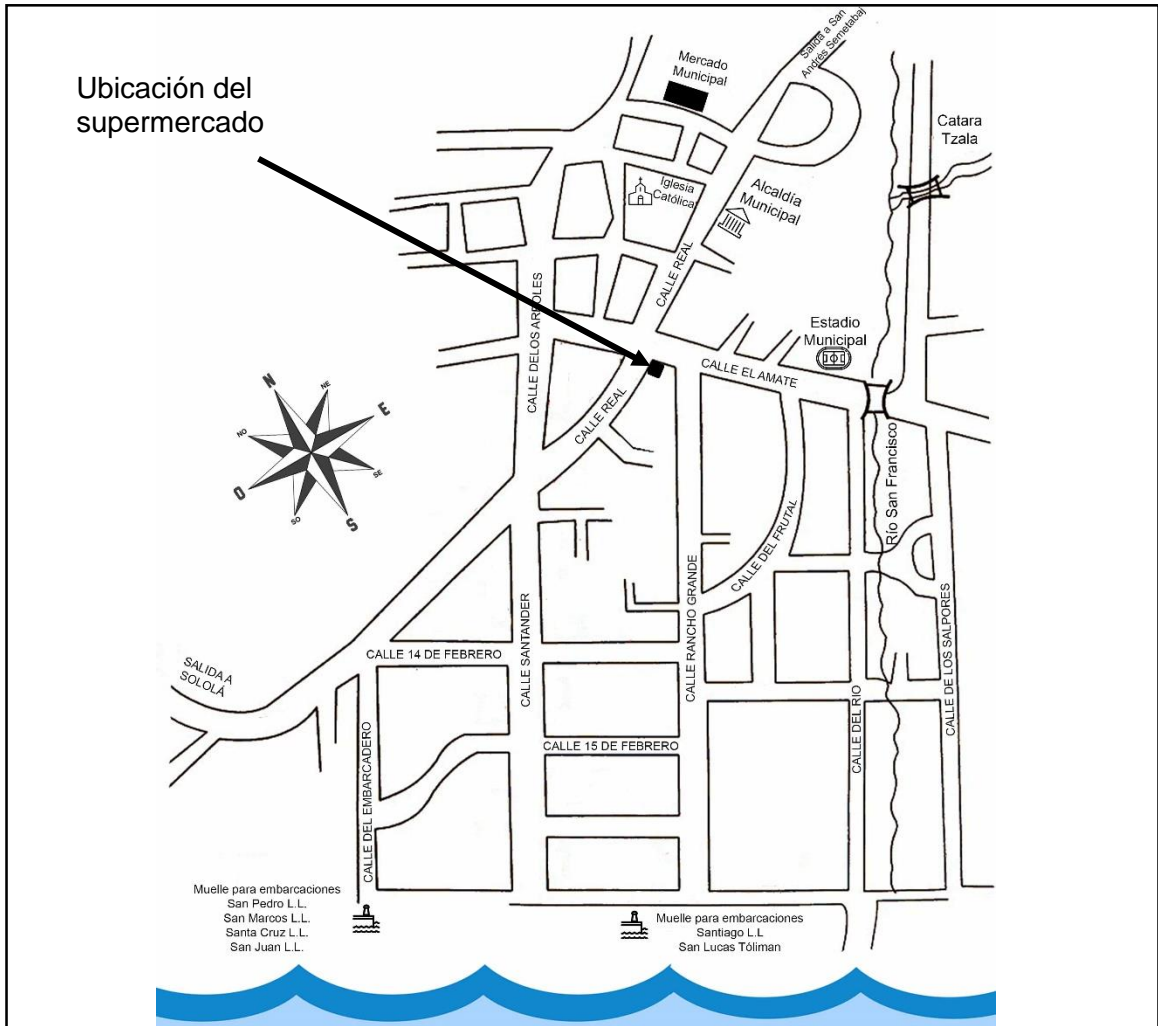 Ubicación del
supermercado
Mercado
Municipal
Salida a San
Andrés Semetabaj
Catara
Tzala
Iglesia
Católica
Alcaldía
Municipal
CALLE REAL
CALLE DELOS ARBOLES
Estadio
Municipal
CALLE EL AMATE
CALLE REAL
N
NE
E
SE
S
SO
O
NO
Río San Francisco
CALLE DEL FRUTAL
CALLE RANCHO GRANDE
CALLE SANTANDER
CALLE DE LOS SALPORES
CALLE 14 DE FEBRERO
SALIDA A
SOLOLÁ
CALLE DEL RIO
CALLE 15 DE FEBRERO
CALLE DEL EMBARCADERO
Muelle para embarcaciones
San Pedro L.L.
San Marcos L.L.
Santa Cruz L.L.
San Juan L.L.
Muelle para embarcaciones
Santiago L.L
San Lucas Tóliman